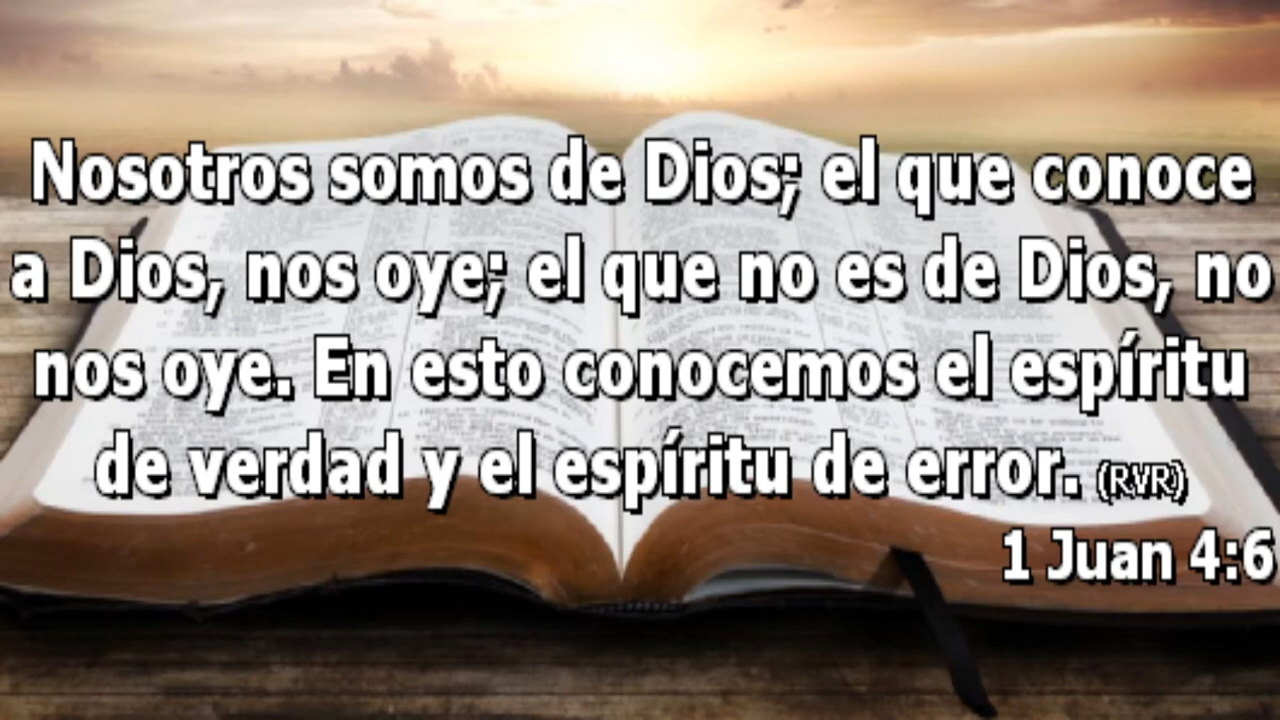 Nosotros somos de Dios; el que conoce
a Dios, nos oye; el que no es de Dios, no
nos oye. En esto conocemos el espíritu
de verdad y el espíritu de error. (RVR)
1 Juan 4:6